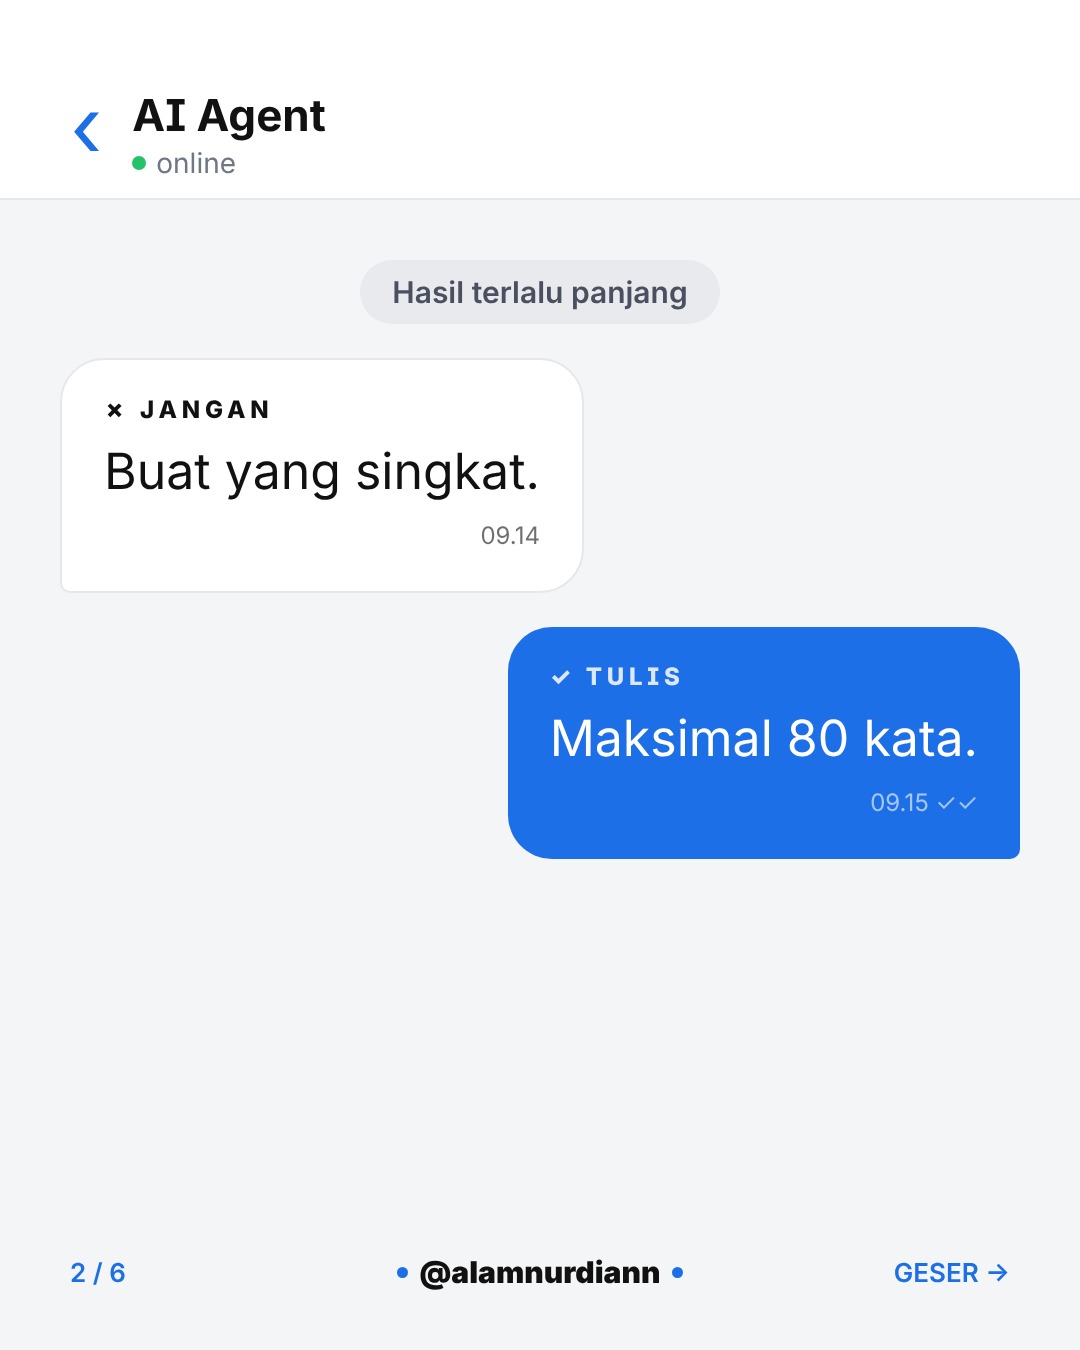 AI Agent
online
Hasil terlalu panjang
× JANGAN
Buat yang singkat.
09.14
✓ TULIS
Maksimal 80 kata.
09.15 ✓✓
2 / 6
• @alamnurdiann •
GESER →